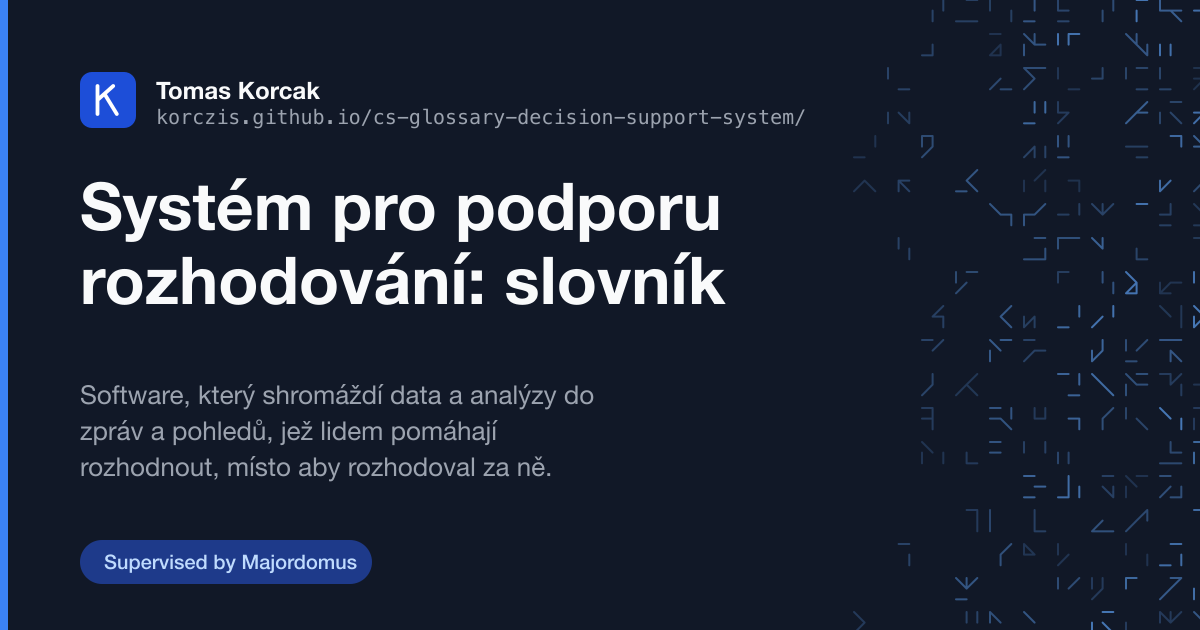 Tomas Korcak
korczis.github.io/cs-glossary-decision-support-system/
Systém pro podporu
rozhodování: slovník
Software, který shromáždí data a analýzy do
zpráv a pohledů, jež lidem pomáhají
rozhodnout, místo aby rozhodoval za ně.
Supervised by Majordomus